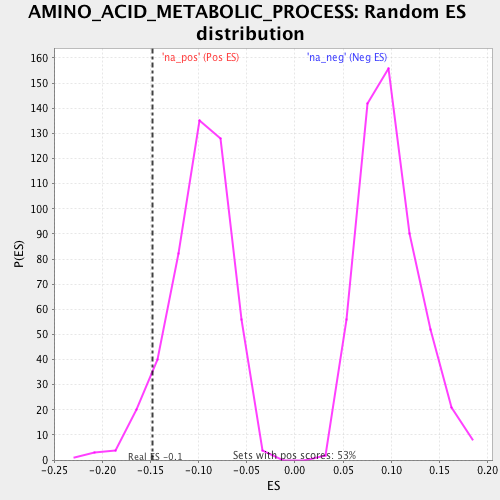 AMINO_ACID_METABOLIC_PROCESS: Random ES
distribution
'na_pos' (Pos ES)
'na_neg' (Neg ES)
160
150
140
130
120
110
100
90
80
70
60
50
40
30
20
10
0
P(ES)
Real ES -0.1
Sets with pos scores: 53%
-0.25 -0.20 -0.15 -0.10 -0.05 0.00 0.05 0.10 0.15 0.20
ES